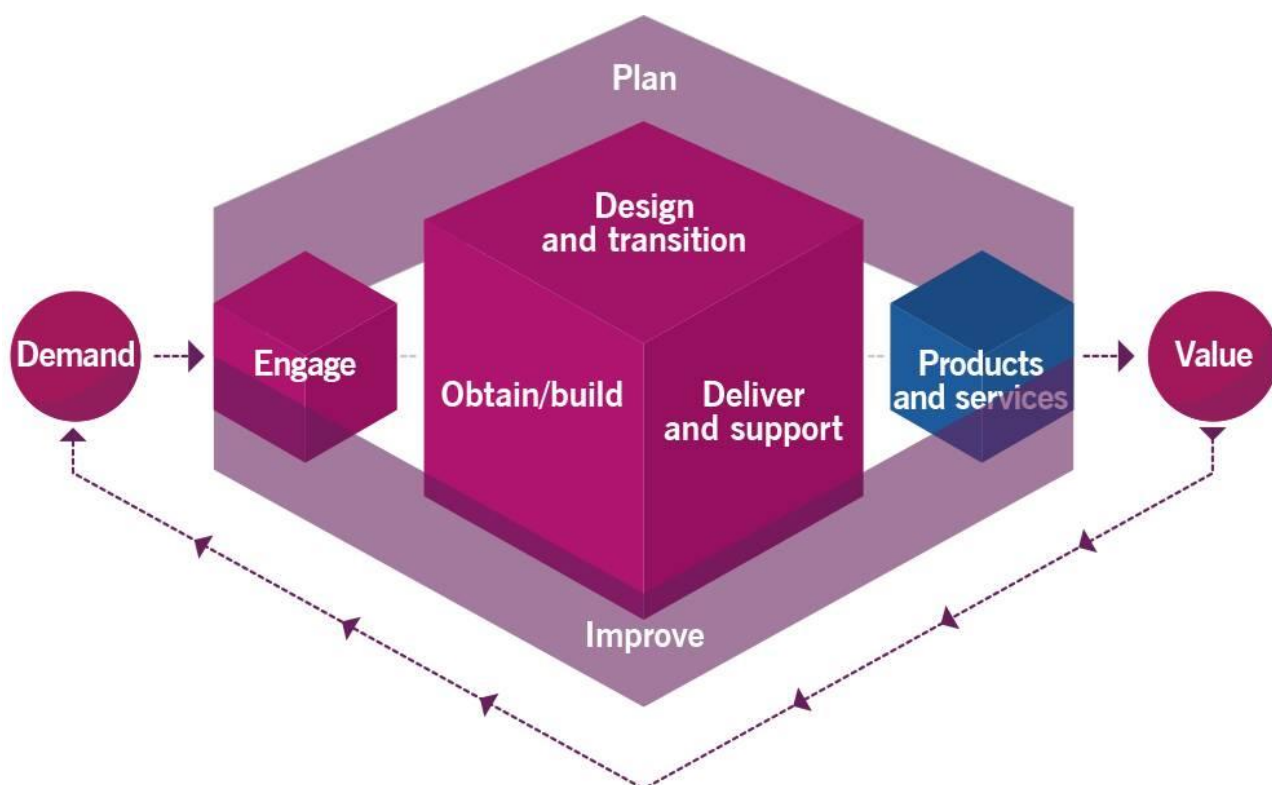 Plan
Design
and transition
Demand
Engage
Obtain/build
Deliver
and support
Products
and services
Value
Improve